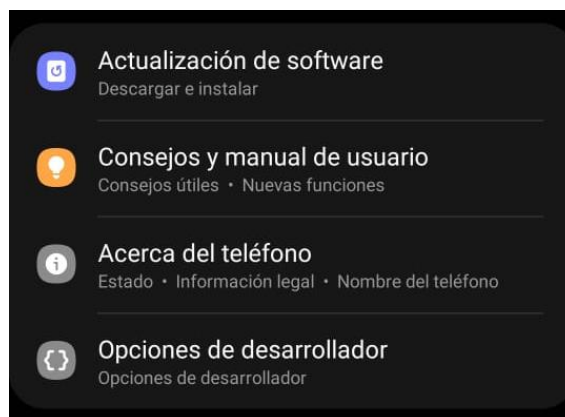 Actualización de software
Descargar e instalar
Consejos y manual de usuario
Consejos útiles • Nuevas funciones
Acerca del teléfono
Estado • Información legal • Nombre del teléfono
Opciones de desarrollador
Opciones de desarrollador